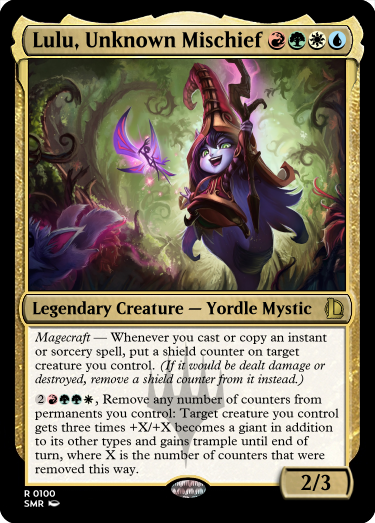 Lulu, Unknown Mischief
Legendary Creature — Yordle Mystic
Magecraft — Whenever you cast or copy an instant
or sorcery spell, put a shield counter on target
creature you control. (If it would be dealt damage or
destroyed, remove a shield counter from it instead.)
2, Remove any number of counters from
permanents you control: Target creature you control
gets three times +X/+X becomes a giant in addition
to its other types and gains trample until end of
turn, where X is the number of counters that were
removed this way.
2/3
R 0100
SMR